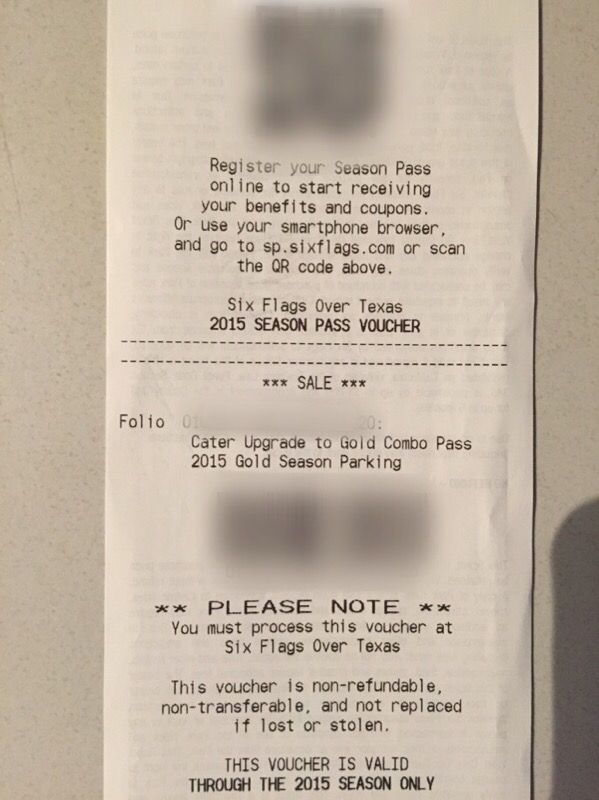 Register your Season Pass
online to start receiving
your benefits and coupons.
Or use your smartphone browser,
and go to sp.sixflags.com or scan
the QR code above.
Six Flags Over Texas
2015 SEASON PASS VOUCHER
*** SALE ***
Folio
Cater Upgrade to Gold Combo Pass
2015 Gold Season Parking
** PLEASE NOTE **
You must process this voucher at
Six Flags Over Texas
This voucher is non-refundable,
non-transferable, and not replaced
if lost or stolen.
THIS VOUCHER IS VALID
THROUGH THE 2015 SEASON ONLY